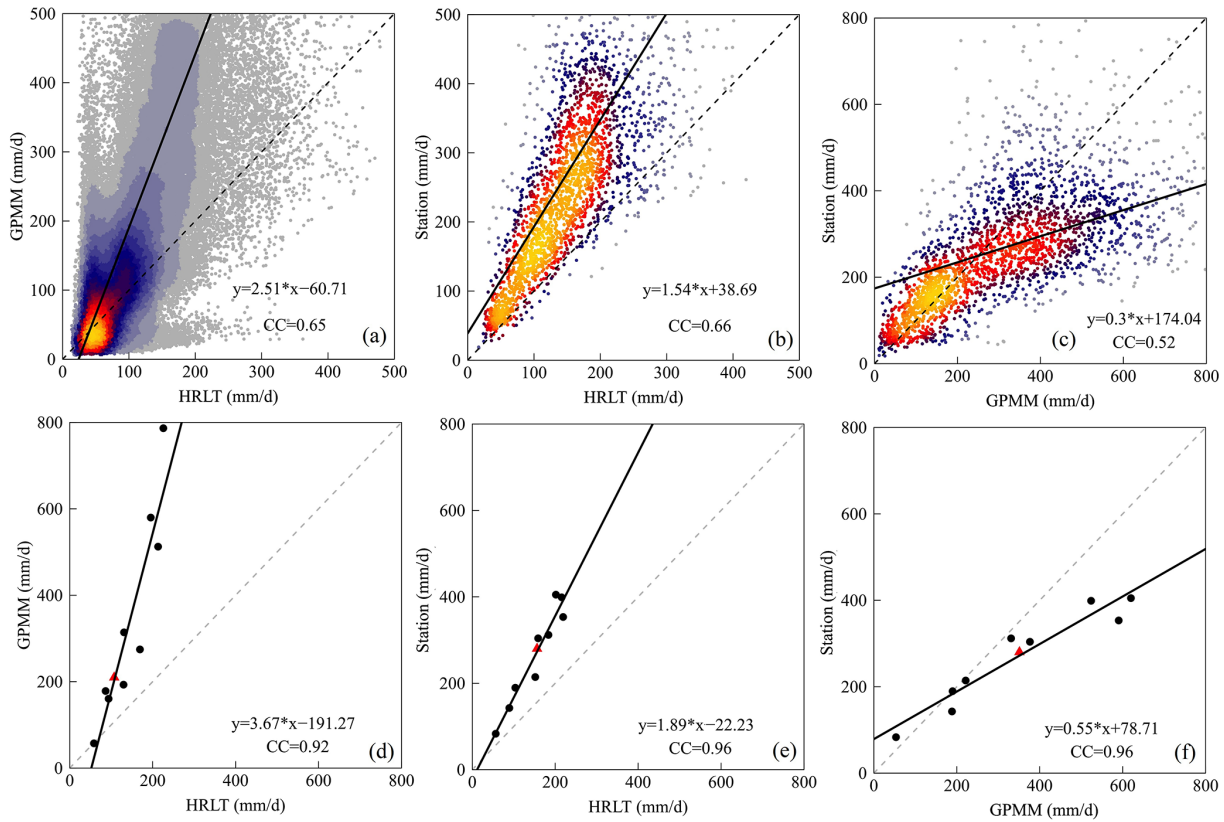 500
400
300
200
100
0
GPMM (mm/d)
y=2.51*x−60.71
CC=0.65
(a)
0 100 200 300 400 500
HRLT (mm/d)
500
400
300
200
100
0
Station (mm/d)
y=1.54*x+38.69
CC=0.66
(b)
0 100 200 300 400 500
HRLT (mm/d)
800
600
400
200
0
Station (mm/d)
y=0.3*x+174.04
CC=0.52
(c)
0 200 400 600 800
GPMM (mm/d)
800
600
400
200
0
GPMM (mm/d)
y=3.67*x−191.27
CC=0.92
(d)
0 200 400 600 800
HRLT (mm/d)
800
600
400
200
0
Station (mm/d)
y=1.89*x−22.23
CC=0.96
(e)
0 200 400 600 800
HRLT (mm/d)
800
600
400
200
0
Station (mm/d)
y=0.55*x+78.71
CC=0.96
(f)
0 200 400 600 800
GPMM (mm/d)